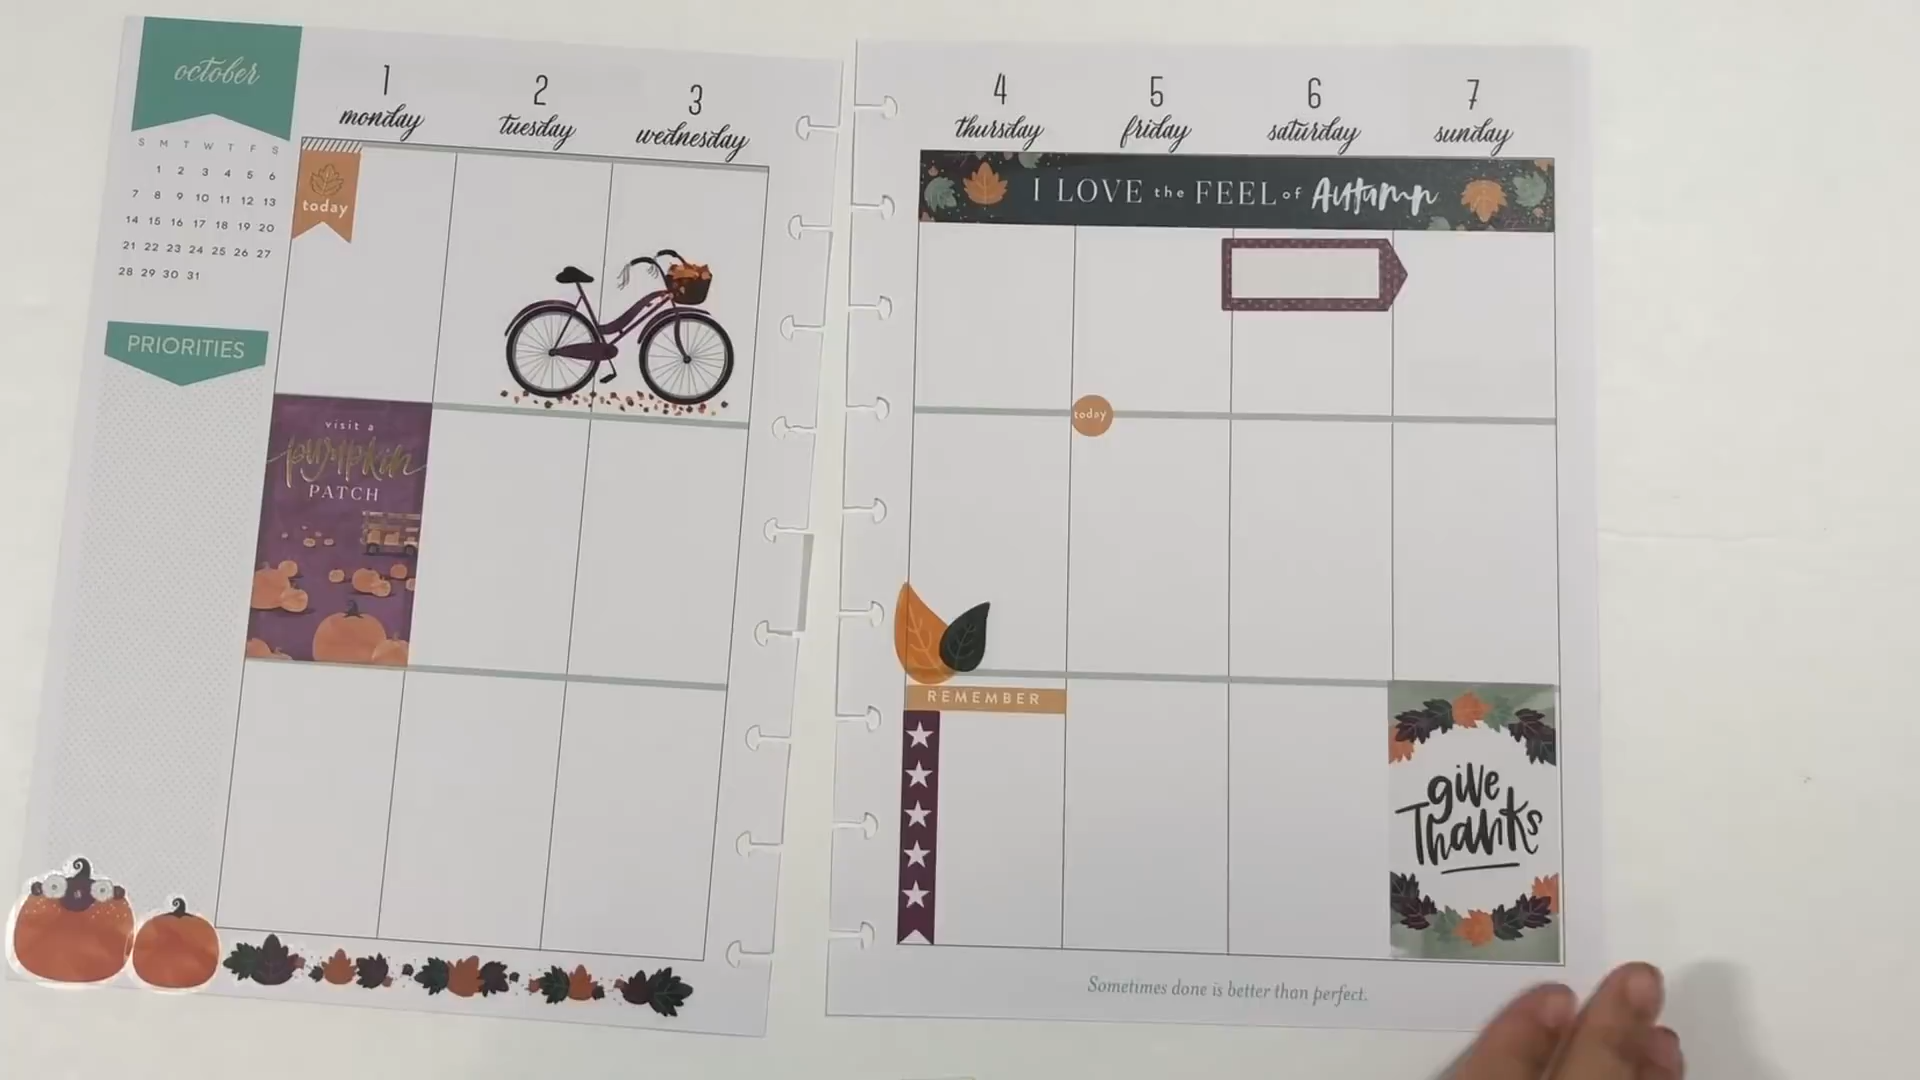 october
S M T W T F S
1 2 3 4 5 6
7 8 9 10 11 12 13
14 15 16 17 18 19 20
21 22 23 24 25 26 27
28 29 30 31
PRIORITIES
1
monday
2
tuesday
3
wednesday
today
visit a
pumpkin
PATCH
4
thursday
5
friday
6
saturday
7
sunday
I LOVE the FEEL of Autumn
today
REMEMBER
give
Thanks
Sometimes done is better than perfect.